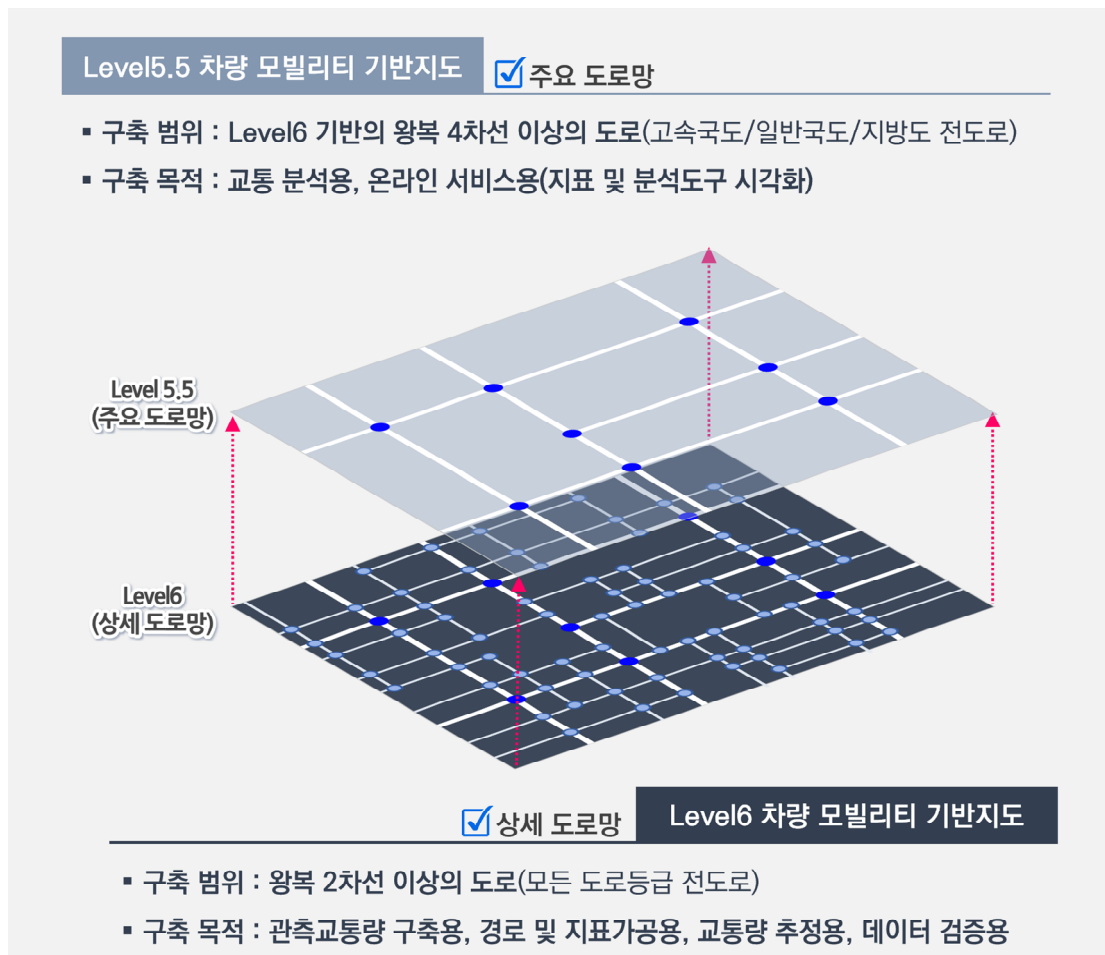 Level5.5 차량 모빌리티 기반지도
주요 도로망
▪ 구축 범위 : Level6 기반의 왕복 4차선 이상의 도로(고속국도/일반국도/지방도 전도로)
▪ 구축 목적 : 교통 분석용, 온라인 서비스용(지표 및 분석도구 시각화)
Level 5.5
(주요 도로망)
Level6
(상세 도로망)
상세 도로망
Level6 차량 모빌리티 기반지도
▪ 구축 범위 : 왕복 2차선 이상의 도로(모든 도로등급 전도로)
▪ 구축 목적 : 관측교통량 구축용, 경로 및 지표가공용, 교통량 추정용, 데이터 검증용